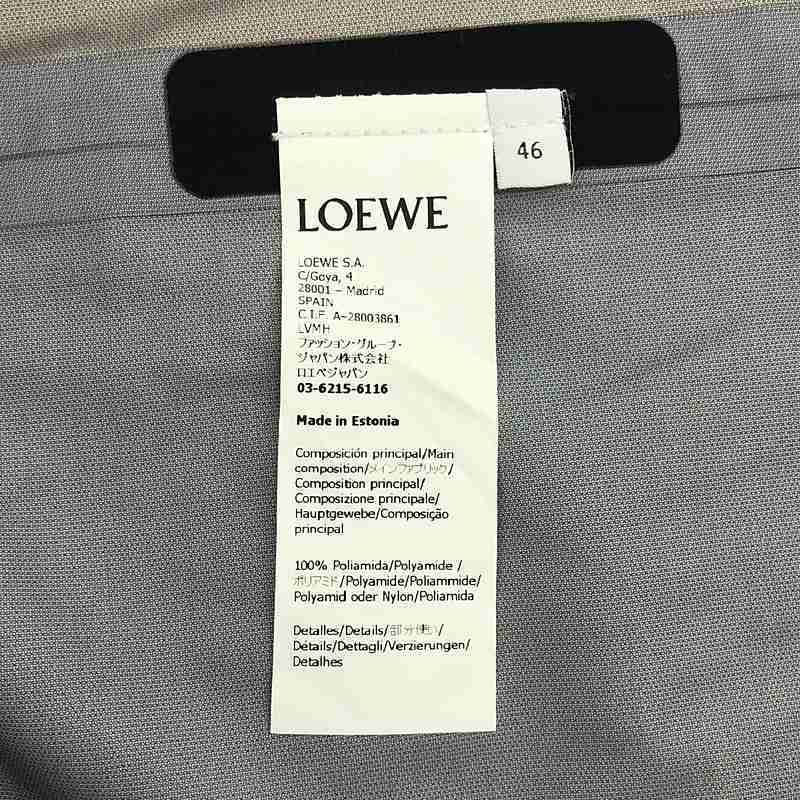 46
LOEWE
LOEWE S.A.
C/Goya, 4
28001 – Madrid
SPAIN
C.I.F. A-28003861
LVMH
ファッション・グループ・
ジャパン株式会社
ロエベジャパン
03-6215-6116
Made in Estonia
Composición principal/Main
composition/メインファブリック/
Composition principal/
Composizione principale/
Hauptgewebe/Composição
principal
100% Poliamida/Polyamide /
ポリアミド/Polyamide/Poliammide/
Polyamid oder Nylon/Poliamida
Detalles/Details/部分使い/
Détails/Dettagli/Verzierungen/
Detalhes